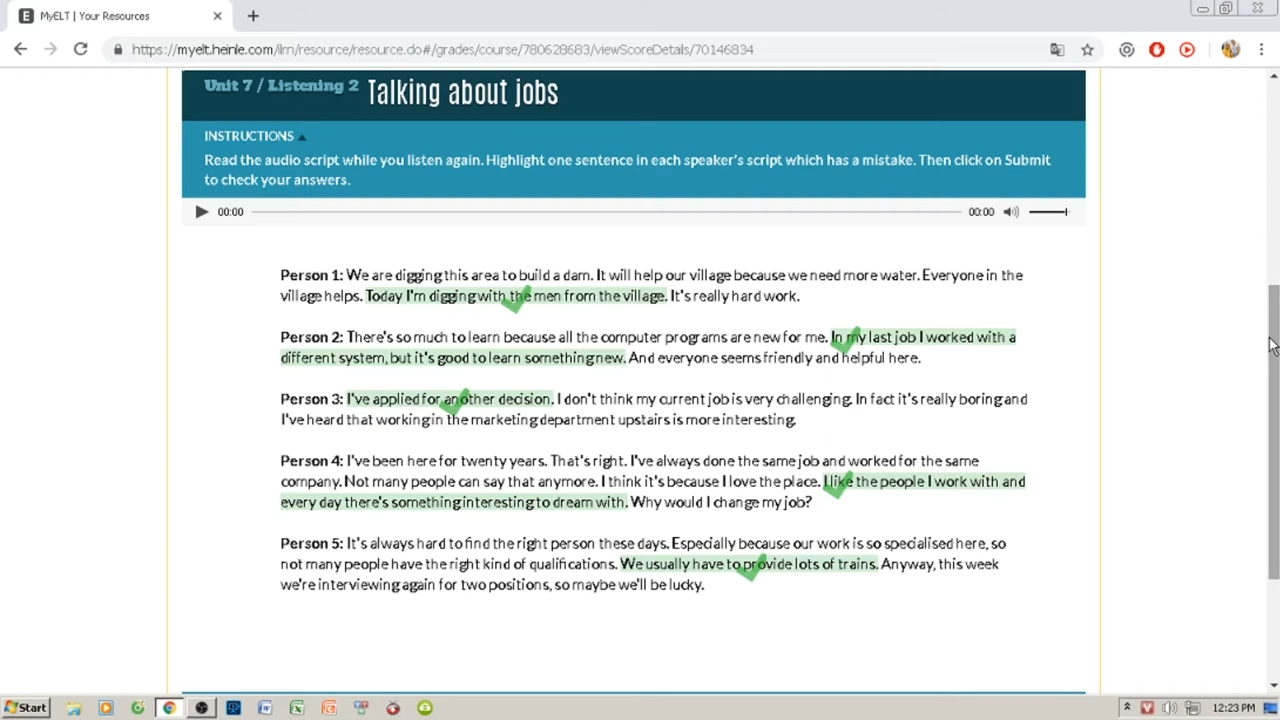 MyELT | Your Resources
https://myelt.heinle.com/ilrn/resource/resource.do#/grades/course/780628683/viewScoreDetails/70146834
Unit 7 / Listening 2 Talking about jobs
INSTRUCTIONS
Read the audio script while you listen again. Highlight one sentence in each speaker's script which has a mistake. Then click on Submit
to check your answers.
00:00 00:00
Person 1: We are digging this area to build a dam. It will help our village because we need more water. Everyone in the
village helps. Today I'm digging with the men from the village. It's really hard work.
Person 2: There's so much to learn because all the computer programs are new for me. In my last job I worked with a
different system, but it's good to learn something new. And everyone seems friendly and helpful here.
Person 3: I've applied for another decision. I don't think my current job is very challenging. In fact it's really boring and
I've heard that working in the marketing department upstairs is more interesting.
Person 4: I've been here for twenty years. That's right. I've always done the same job and worked for the same
company. Not many people can say that anymore. I think it's because I love the place. I like the people I work with and
every day there's something interesting to dream with. Why would I change my job?
Person 5: It's always hard to find the right person these days. Especially because our work is so specialised here, so
not many people have the right kind of qualifications. We usually have to provide lots of trains. Anyway, this week
we're interviewing again for two positions, so maybe we'll be lucky.
Start 12:23 PM